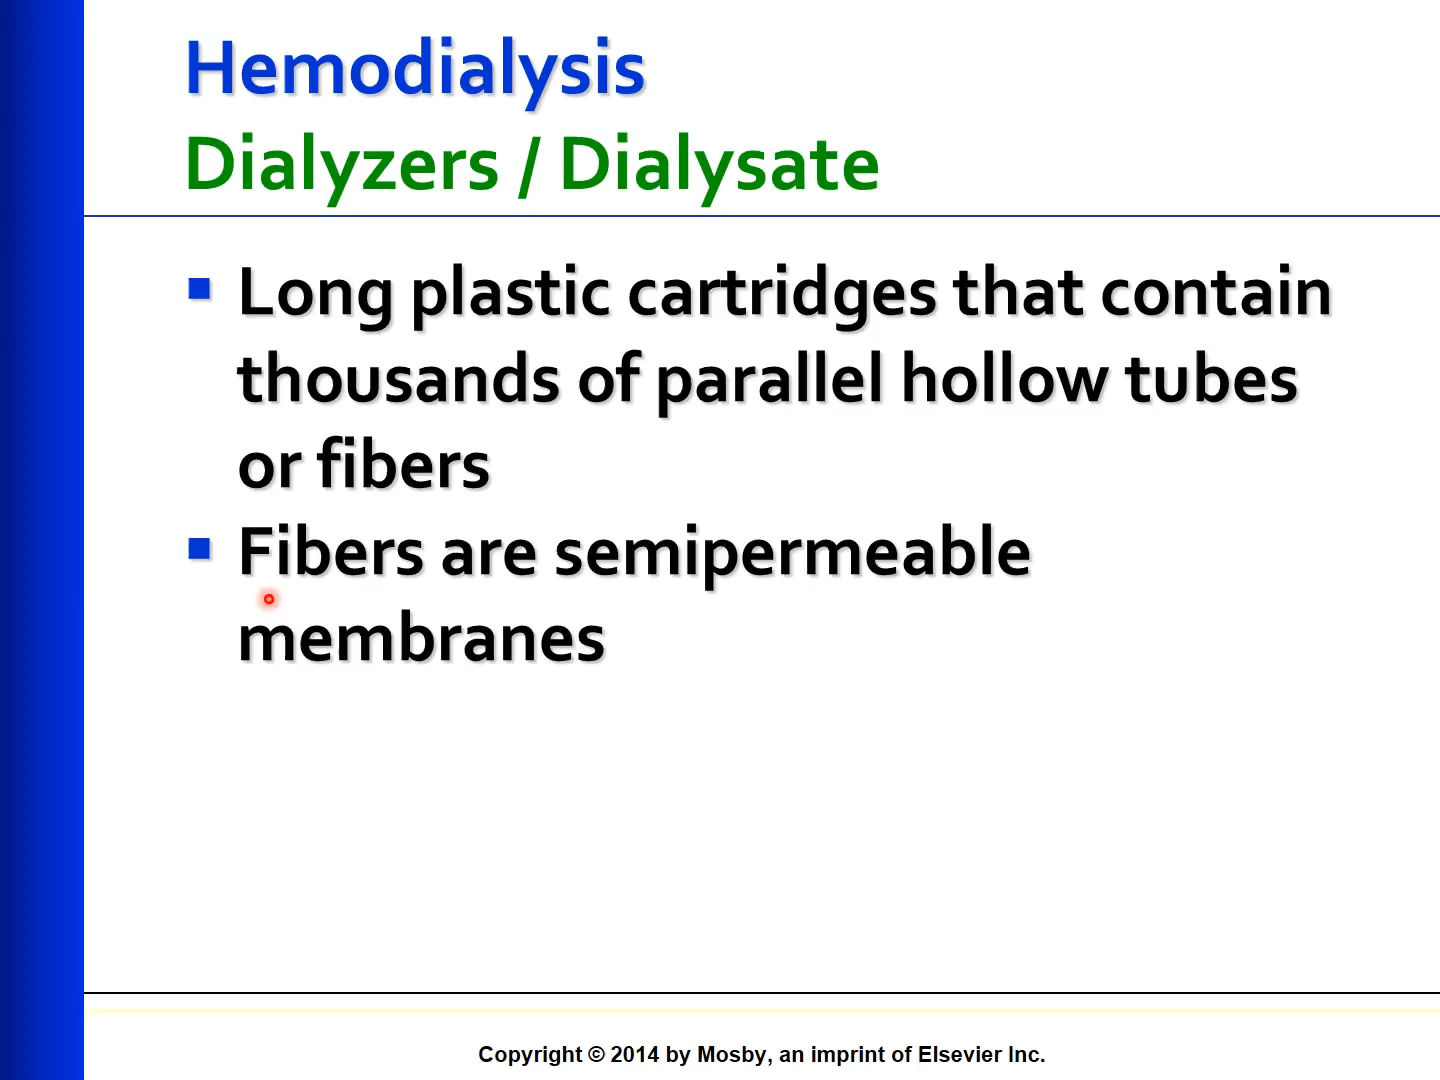 Hemodialysis
Dialyzers / Dialysate
▪ Long plastic cartridges that contain
thousands of parallel hollow tubes
or fibers
▪ Fibers are semipermeable
membranes
Copyright © 2014 by Mosby, an imprint of Elsevier Inc.